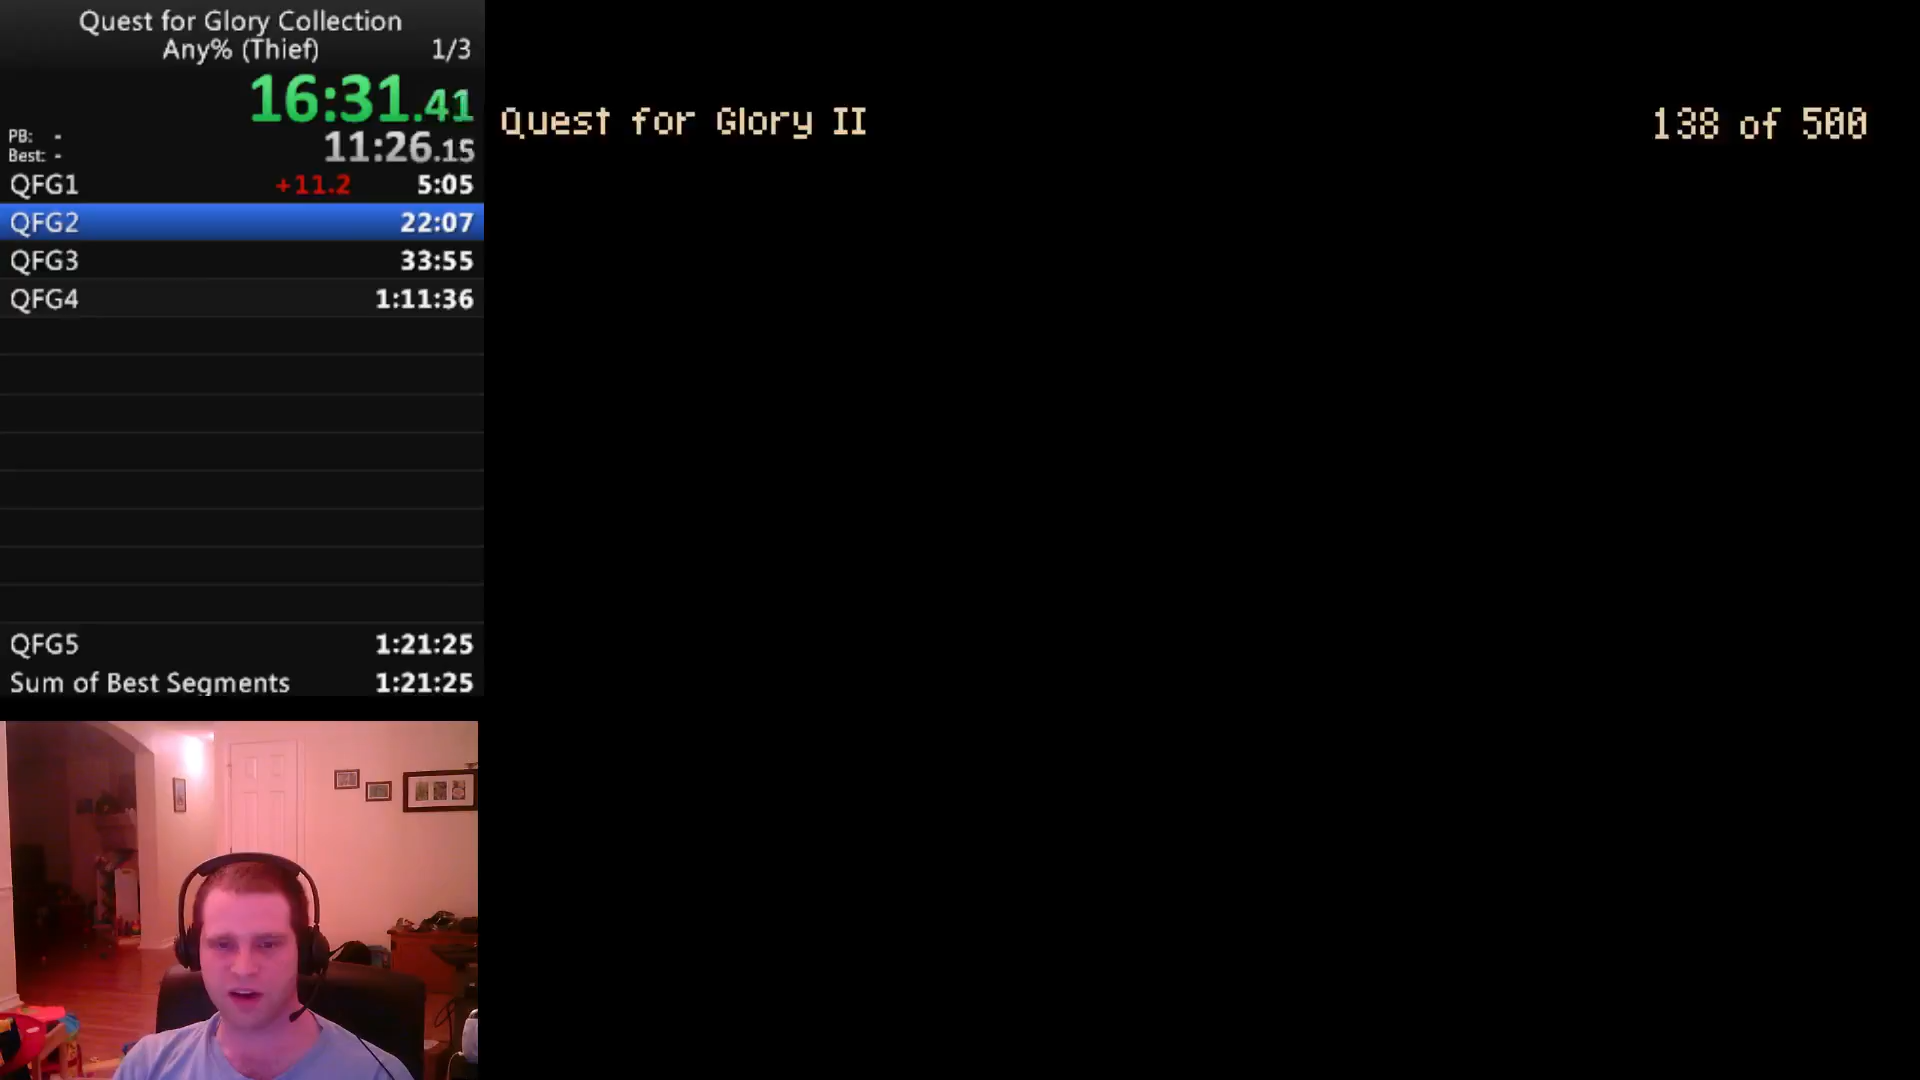 Quest for Glory Collection
Any% (Thief) 1/3
16:31.41
PB: -
Best: -
11:26.15
QFG1 +11.2 5:05
QFG2 22:07
QFG3 33:55
QFG4 1:11:36
QFG5 1:21:25
Sum of Best Segments 1:21:25
Quest for Glory II 138 of 500